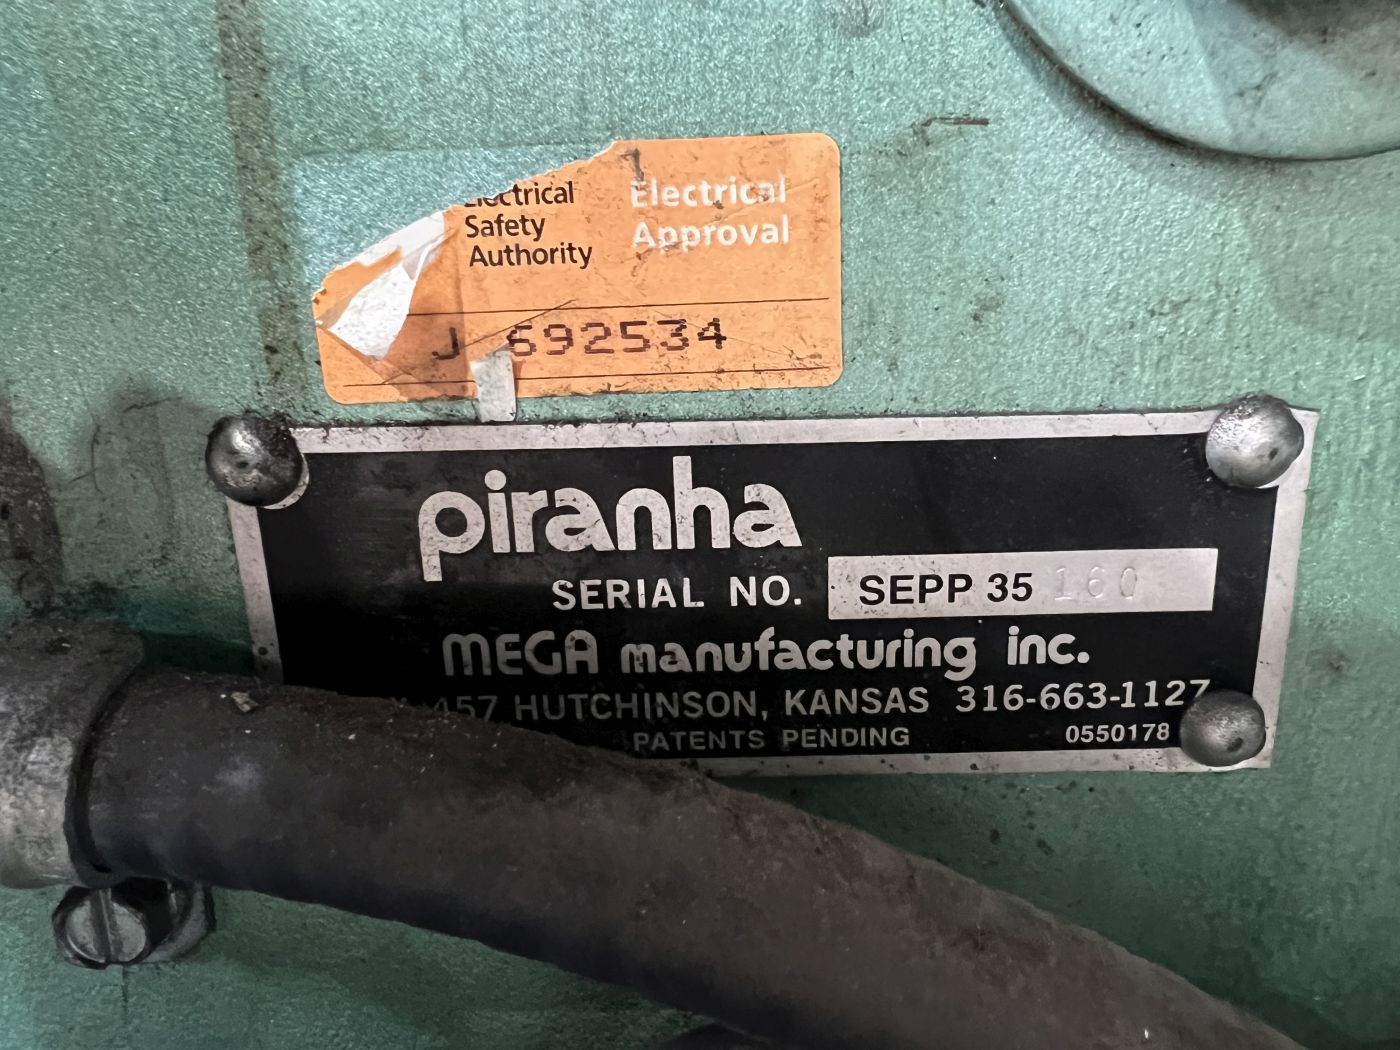 Electrical
Safety
Authority
Electrical
Approval
J 692534
piranha
SERIAL NO. SEPP 35 160
MEGA manufacturing inc.
457 HUTCHINSON, KANSAS 316-663-1127
PATENTS PENDING 0550178